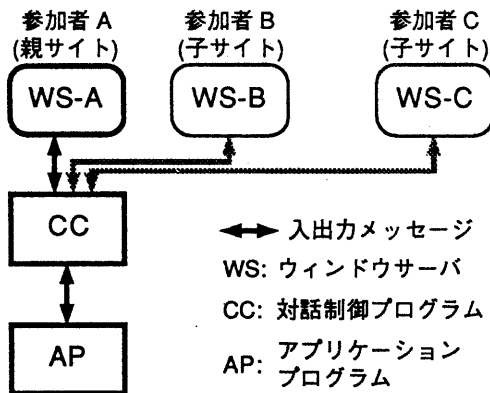 参加者 A
(親サイト)
参加者 B
(子サイト)
参加者 C
(子サイト)
WS-A
WS-B
WS-C
CC
AP
入出力メッセージ
WS: ウィンドウサーバ
CC: 対話制御プログラム
AP: アプリケーション
プログラム